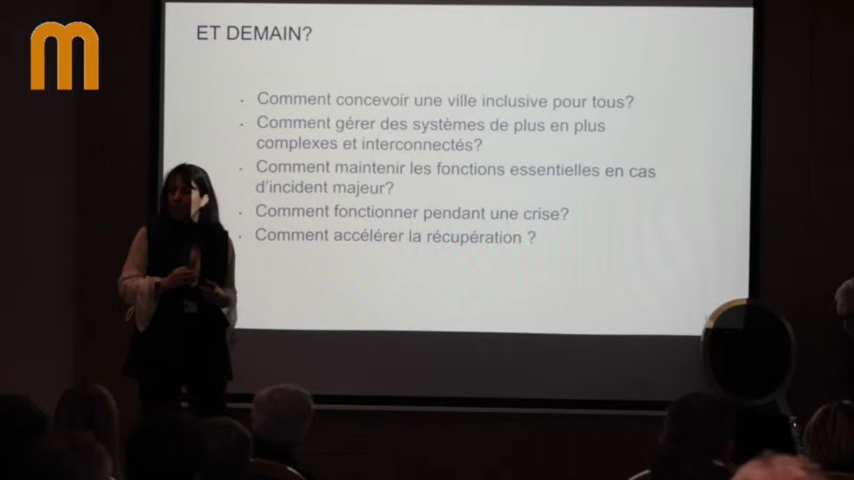 m
ET DEMAIN?
. Comment concevoir une ville inclusive pour tous?
. Comment gérer des systèmes de plus en plus
complexes et interconnectés?
. Comment maintenir les fonctions essentielles en cas
d'incident majeur?
. Comment fonctionner pendant une crise?
. Comment accélérer la récupération ?